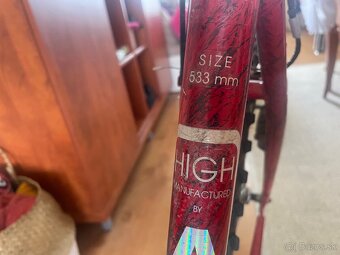 SIZE
533 mm
HIGH
MANUFACTURED
BY
bazos.sk